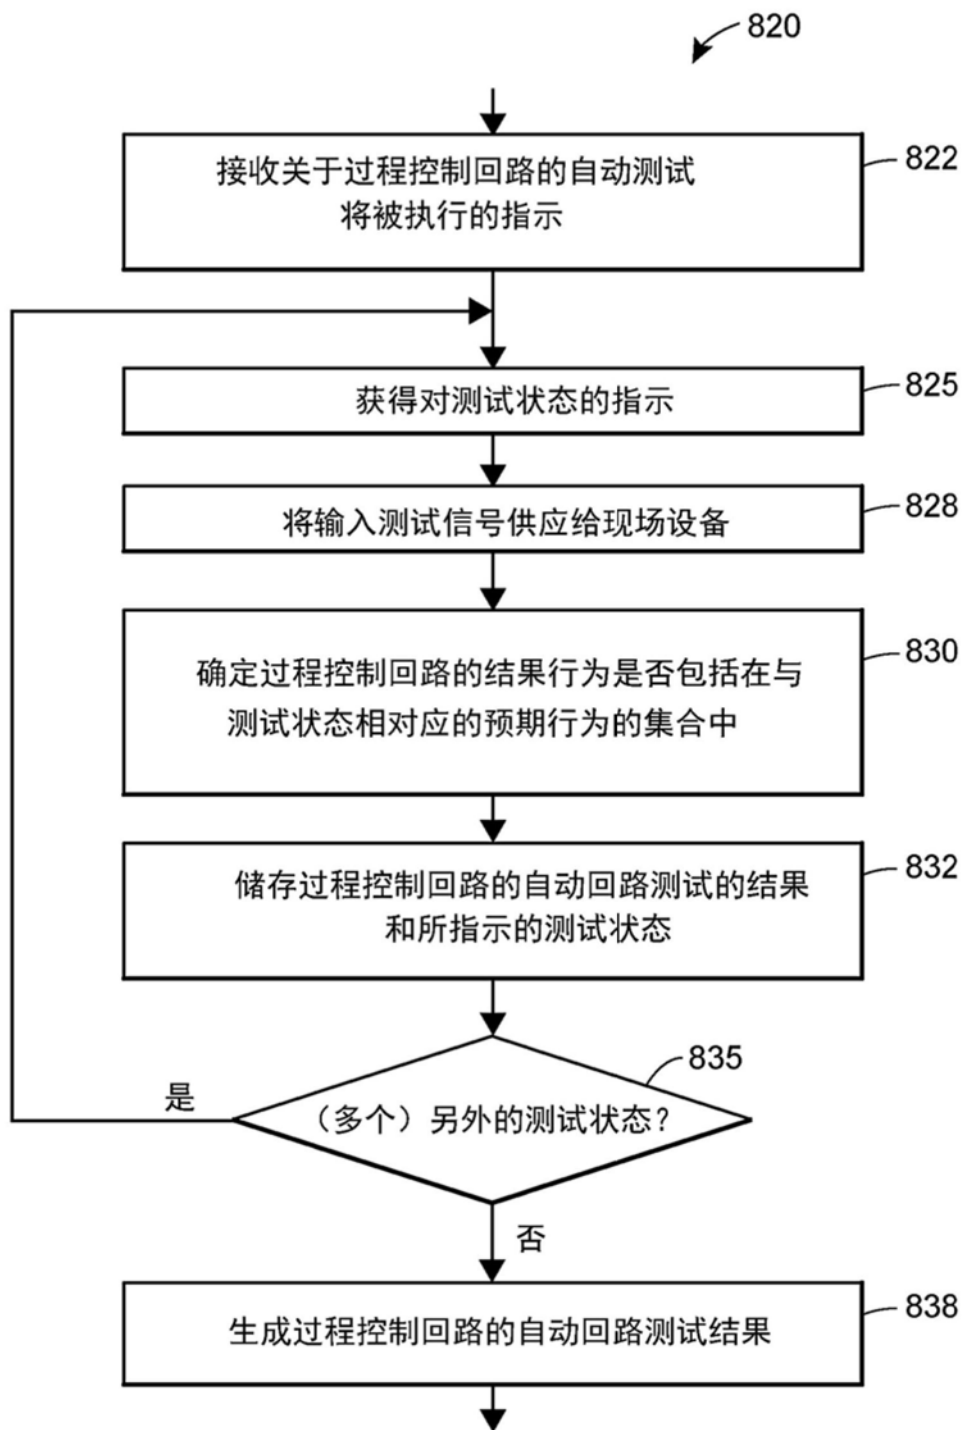 820
接收关于过程控制回路的自动测试
将被执行的指示
822
获得对测试状态的指示
825
将输入测试信号供应给现场设备
828
确定过程控制回路的结果行为是否包括在与
测试状态相对应的预期行为的集合中
830
储存过程控制回路的自动回路测试的结果
和所指示的测试状态
832
835
是
（多个）另外的测试状态？
否
生成过程控制回路的自动回路测试结果
838